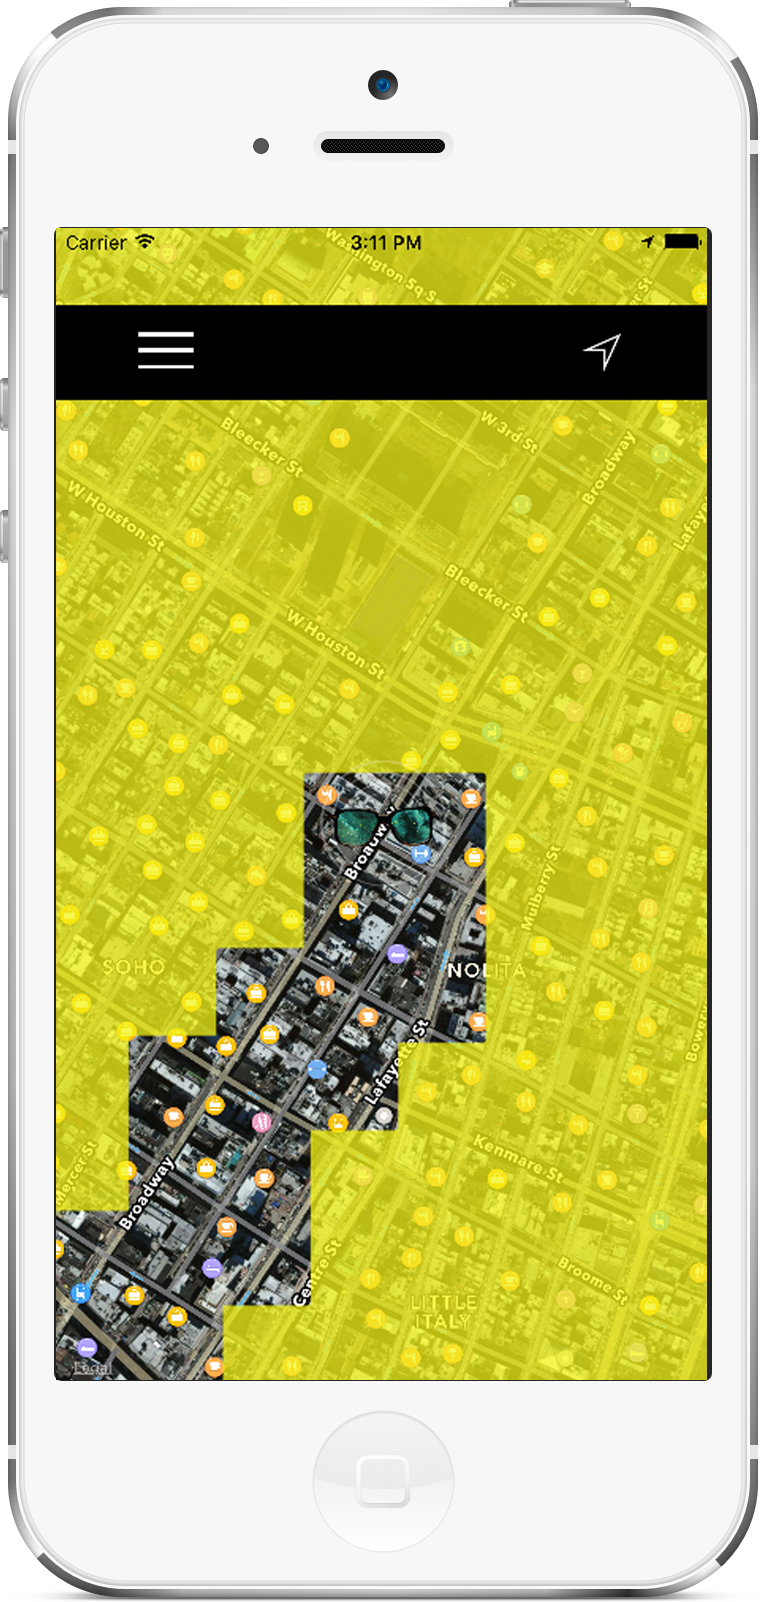 Carrier
3:11 PM
Washington Sq S
Bleecker St
W 3rd St
Broadway
W Houston St
Lafaye
Bleecker St
W Houston St
Broadway
Mulberry St
SOHO
NOLITA
Bowery
Lafayette St
Kenmare St
Mercer St
Broadway
Centre St
Broome St
LITTLE
ITALY
Legal